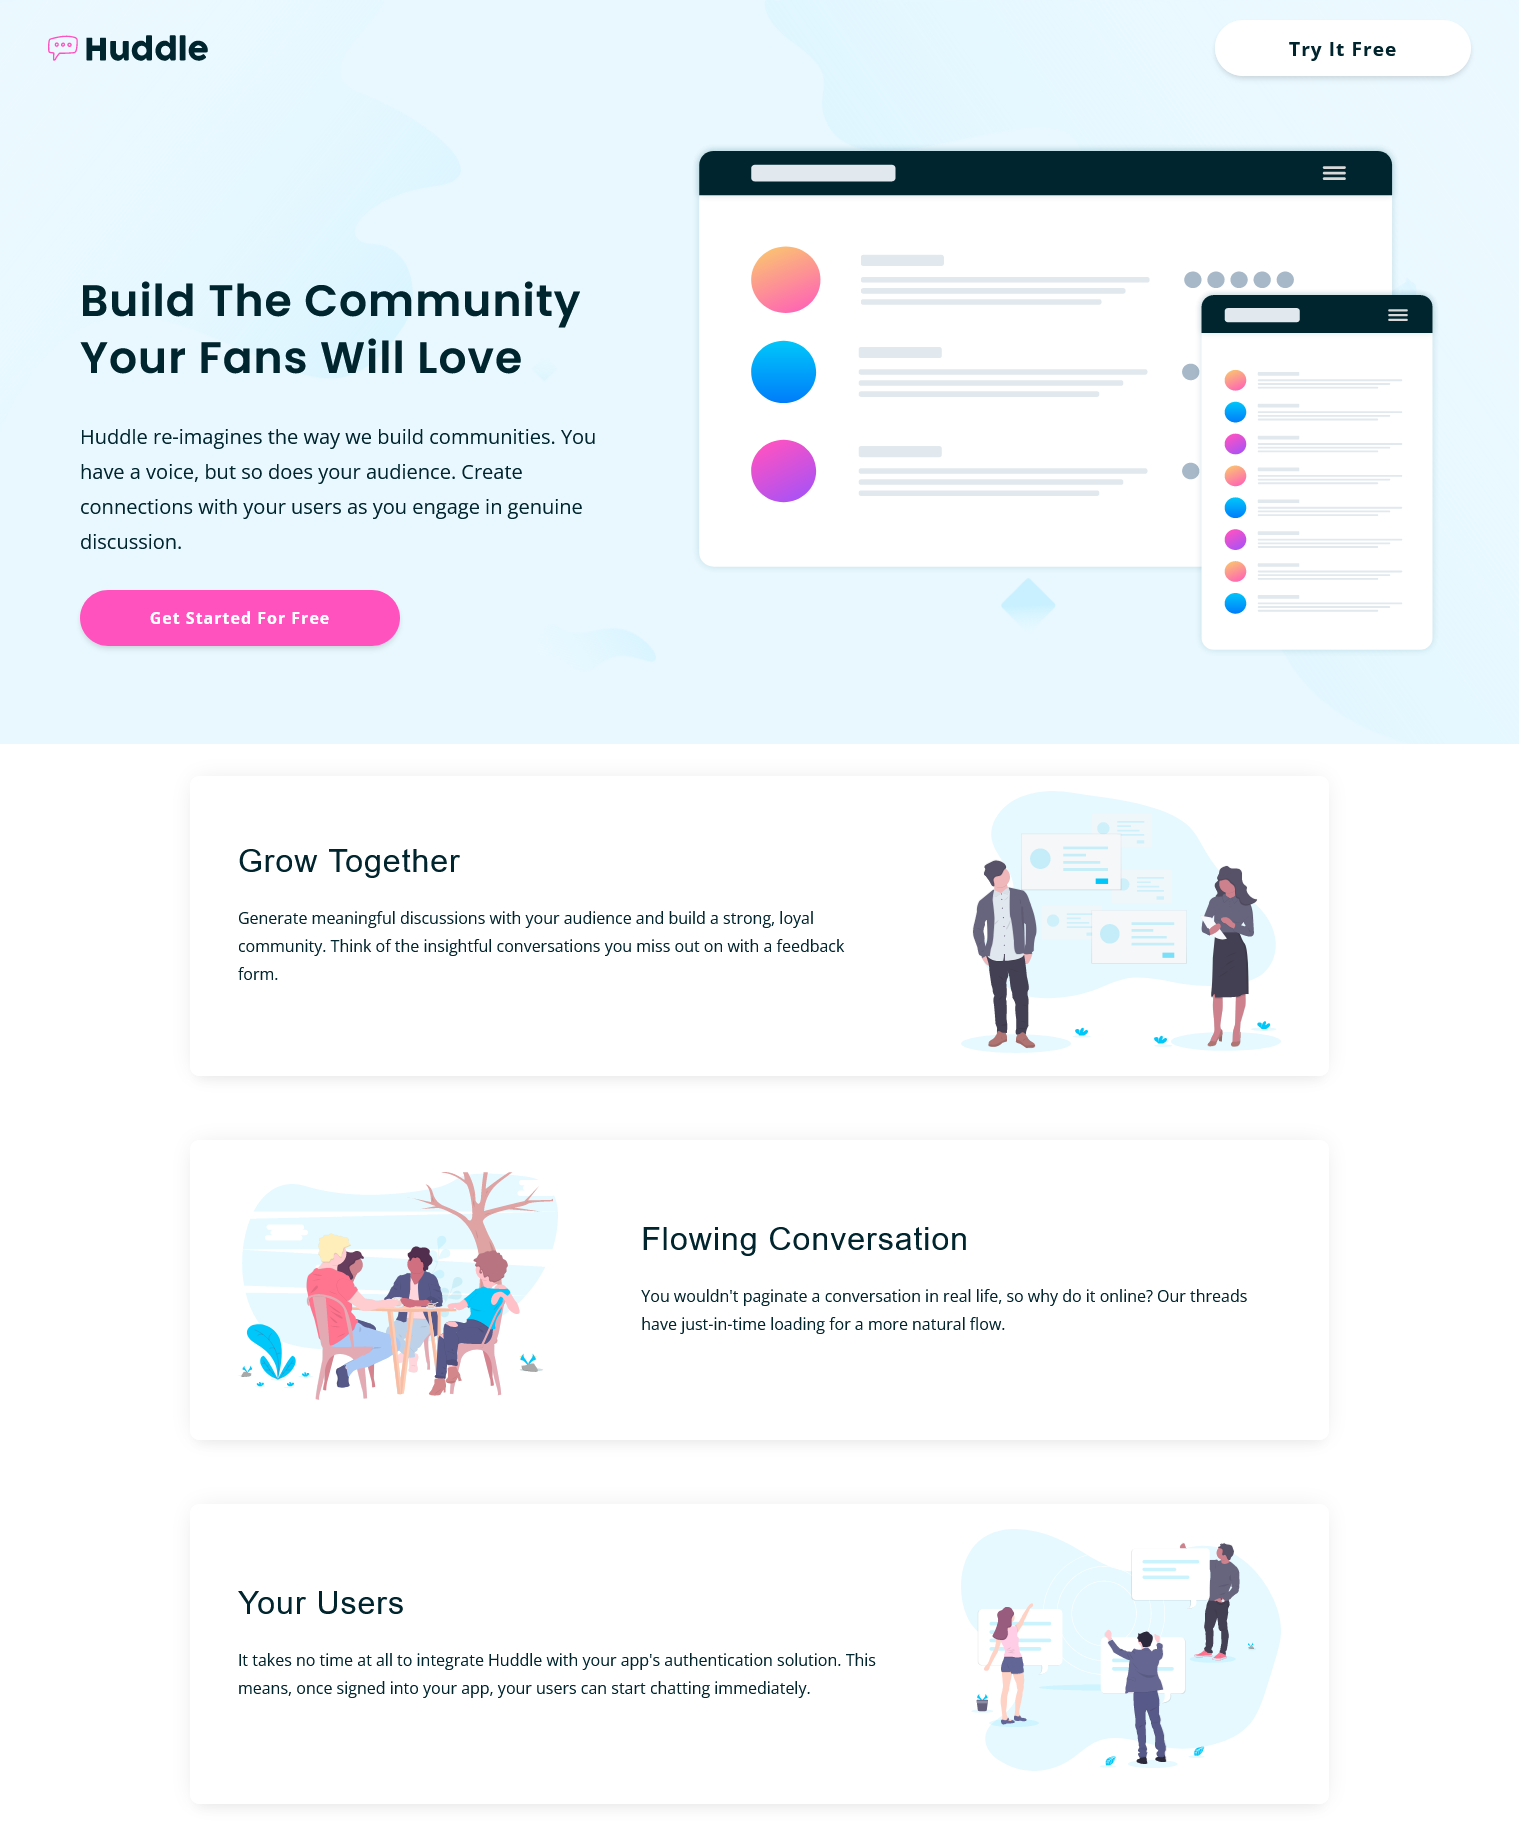 Huddle
Try It Free
Build The Community
Your Fans Will Love
Huddle re-imagines the way we build communities. You
have a voice, but so does your audience. Create
connections with your users as you engage in genuine
discussion.
Get Started For Free
Grow Together
Generate meaningful discussions with your audience and build a strong, loyal
community. Think of the insightful conversations you miss out on with a feedback
form.
Flowing Conversation
You wouldn't paginate a conversation in real life, so why do it online? Our threads
have just-in-time loading for a more natural flow.
Your Users
It takes no time at all to integrate Huddle with your app's authentication solution. This
means, once signed into your app, your users can start chatting immediately.